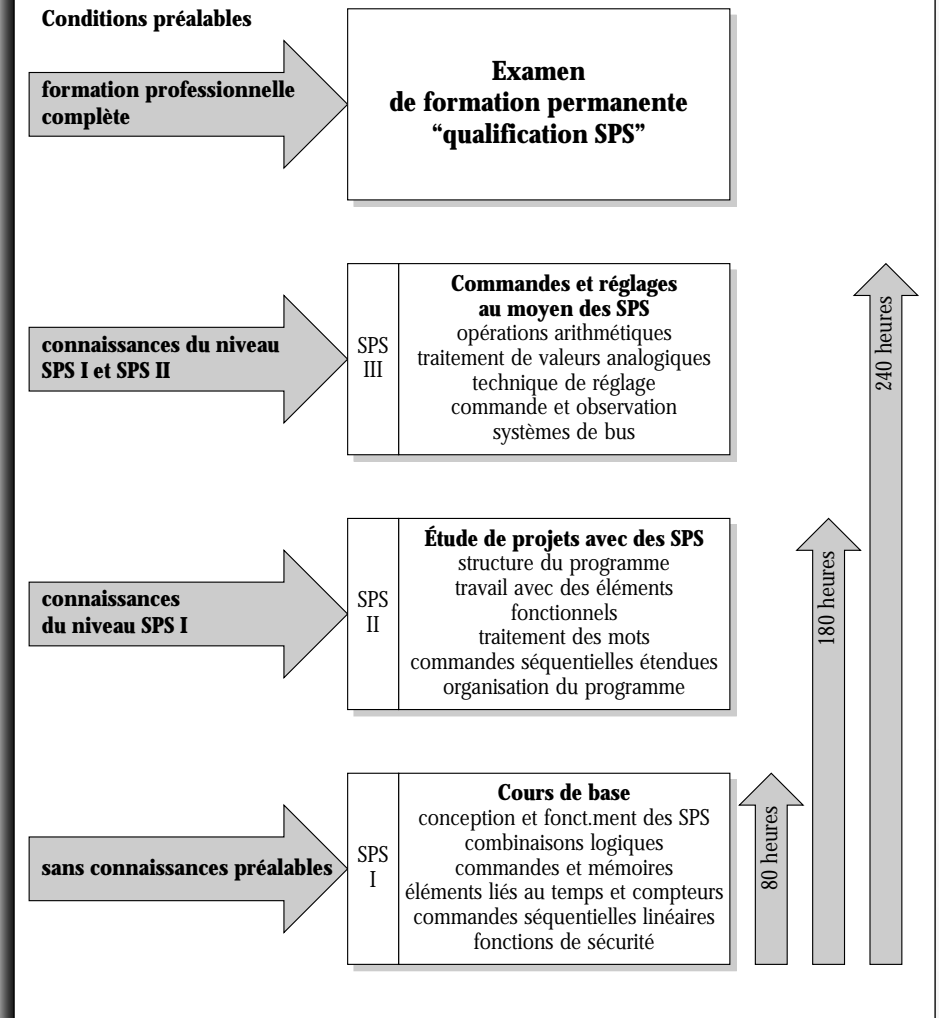 Conditions préalables
formation professionnelle
complète
Examen
de formation permanente
“qualification SPS”
connaissances du niveau
SPS I et SPS II
SPS
III
Commandes et réglages
au moyen des SPS
opérations arithmétiques
traitement de valeurs analogiques
technique de réglage
commande et observation
systèmes de bus
240 heures
connaissances
du niveau SPS I
SPS
II
Étude de projets avec des SPS
structure du programme
travail avec des éléments
fonctionnels
traitement des mots
commandes séquentielles étendues
organisation du programme
180 heures
sans connaissances préalables
SPS
I
Cours de base
conception et fonct.ment des SPS
combinaisons logiques
commandes et mémoires
éléments liés au temps et compteurs
commandes séquentielles linéaires
fonctions de sécurité
80 heures